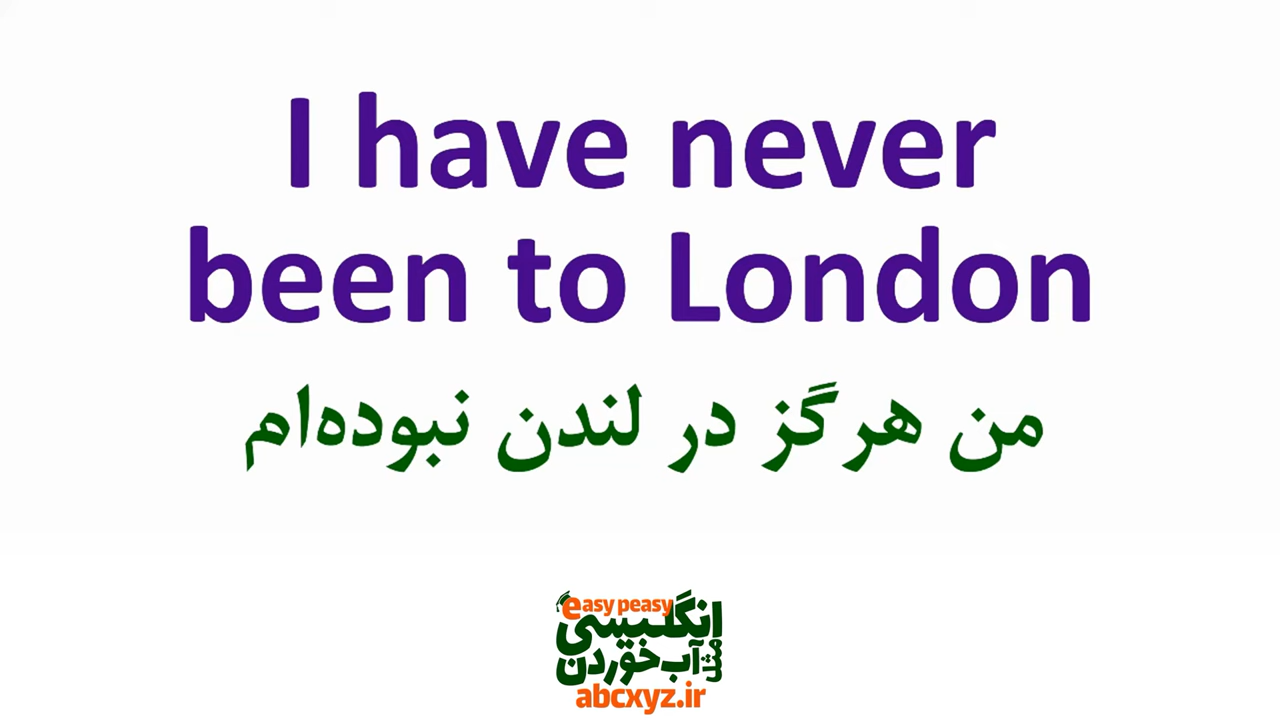 I have never
been to London
من هرگز در لندن نبوده‌ام
easy peasy
انگلیسی
مثل آب خوردن
abcxyz.ir